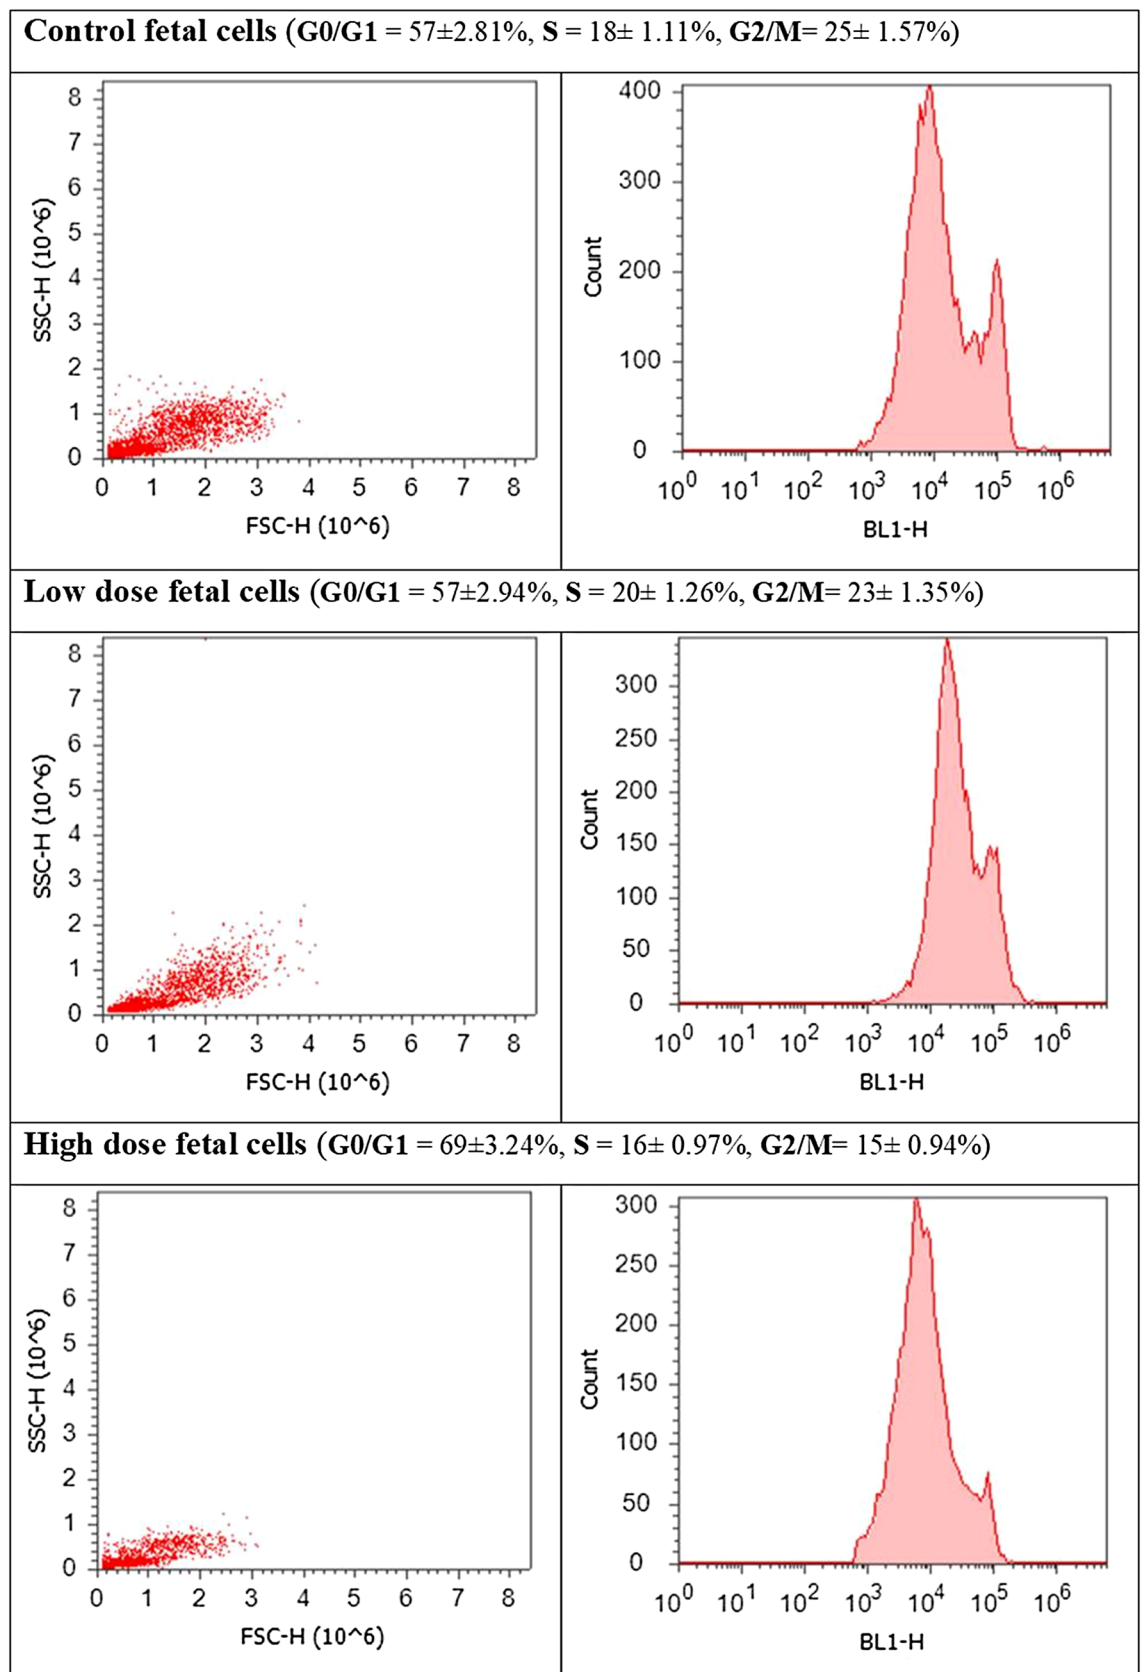 Control fetal cells (G0/G1 = 57±2.81%, S = 18± 1.11%, G2/M= 25± 1.57%)
8
7
6
5
4
3
2
1
0
SSC-H (10^6)
0 1 2 3 4 5 6 7 8
FSC-H (10^6)
400
300
200
100
0
Count
10^0 10^1 10^2 10^3 10^4 10^5 10^6
BL1-H
Low dose fetal cells (G0/G1 = 57±2.94%, S = 20± 1.26%, G2/M= 23± 1.35%)
8
7
6
5
4
3
2
1
0
SSC-H (10^6)
0 1 2 3 4 5 6 7 8
FSC-H (10^6)
300
250
200
150
100
50
0
Count
10^0 10^1 10^2 10^3 10^4 10^5 10^6
BL1-H
High dose fetal cells (G0/G1 = 69±3.24%, S = 16± 0.97%, G2/M= 15± 0.94%)
8
7
6
5
4
3
2
1
0
SSC-H (10^6)
0 1 2 3 4 5 6 7 8
FSC-H (10^6)
300
250
200
150
100
50
0
Count
10^0 10^1 10^2 10^3 10^4 10^5 10^6
BL1-H